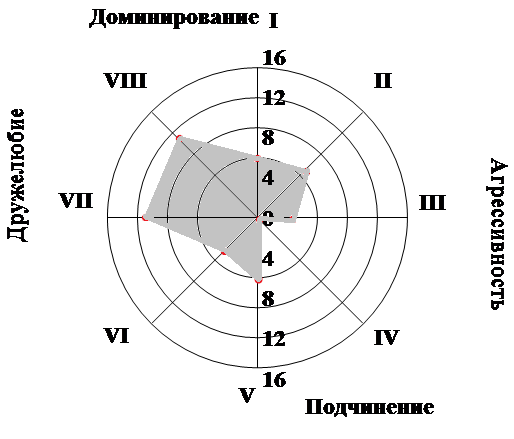 Доминирование I
16
VIII
II
12
8
Дружелюбие
4
VII
0
III
Агрессивность
4
8
VI
IV
12
16
V
Подчинение